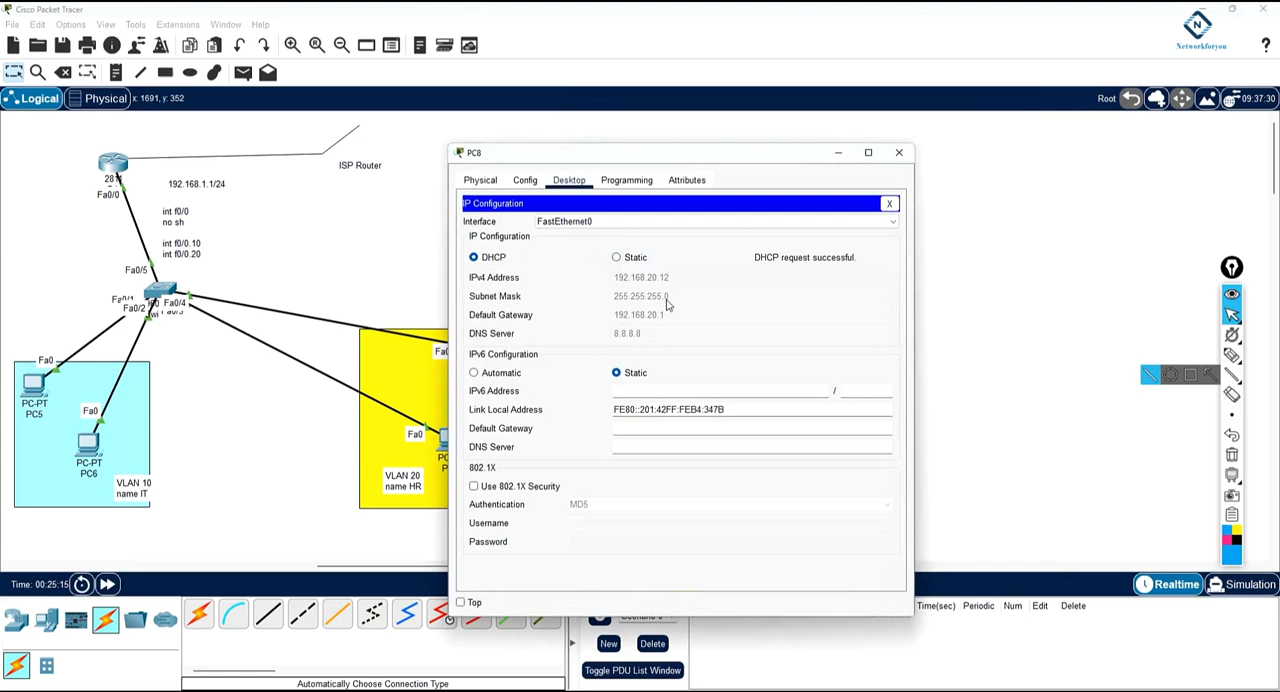 Cisco Packet Tracer
File Edit Options View Tools Extensions Window Help
Networkforyou
?
Logical Physical x: 1691, y: 352
Root 09:37:30
ISP Router
Fa0/0
192.168.1.1/24
int f0/0
no sh
int f0/0.10
int f0/0.20
Fa0/5
Fa0/4
Fa0/2
Fa0
PC-PT
PC5
Fa0
PC-PT
PC6
VLAN 10
name IT
Fa0
VLAN 20
name HR
PC8
Physical Config Desktop Programming Attributes
IP Configuration X
Interface FastEthernet0
IP Configuration
DHCP Static DHCP request successful.
IPv4 Address 192.168.20.12
Subnet Mask 255.255.255.0
Default Gateway 192.168.20.1
DNS Server 8.8.8.8
IPv6 Configuration
Automatic Static
IPv6 Address /
Link Local Address FE80::201:42FF:FEB4:347B
Default Gateway
DNS Server
802.1X
Use 802.1X Security
Authentication MD5
Username
Password
Top
Time: 00:25:15 Realtime Simulation
Time(sec) Periodic Num Edit Delete
New Delete
Toggle PDU List Window
Automatically Choose Connection Type